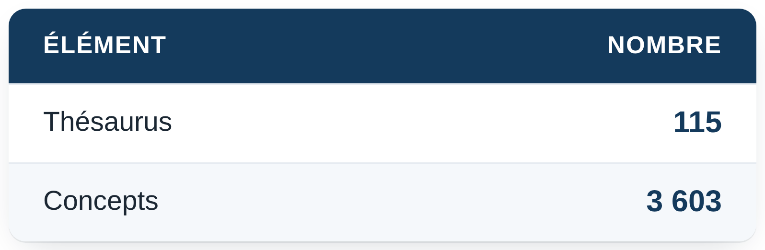 ÉLÉMENT NOMBRE
Thésaurus 115
Concepts 3 603